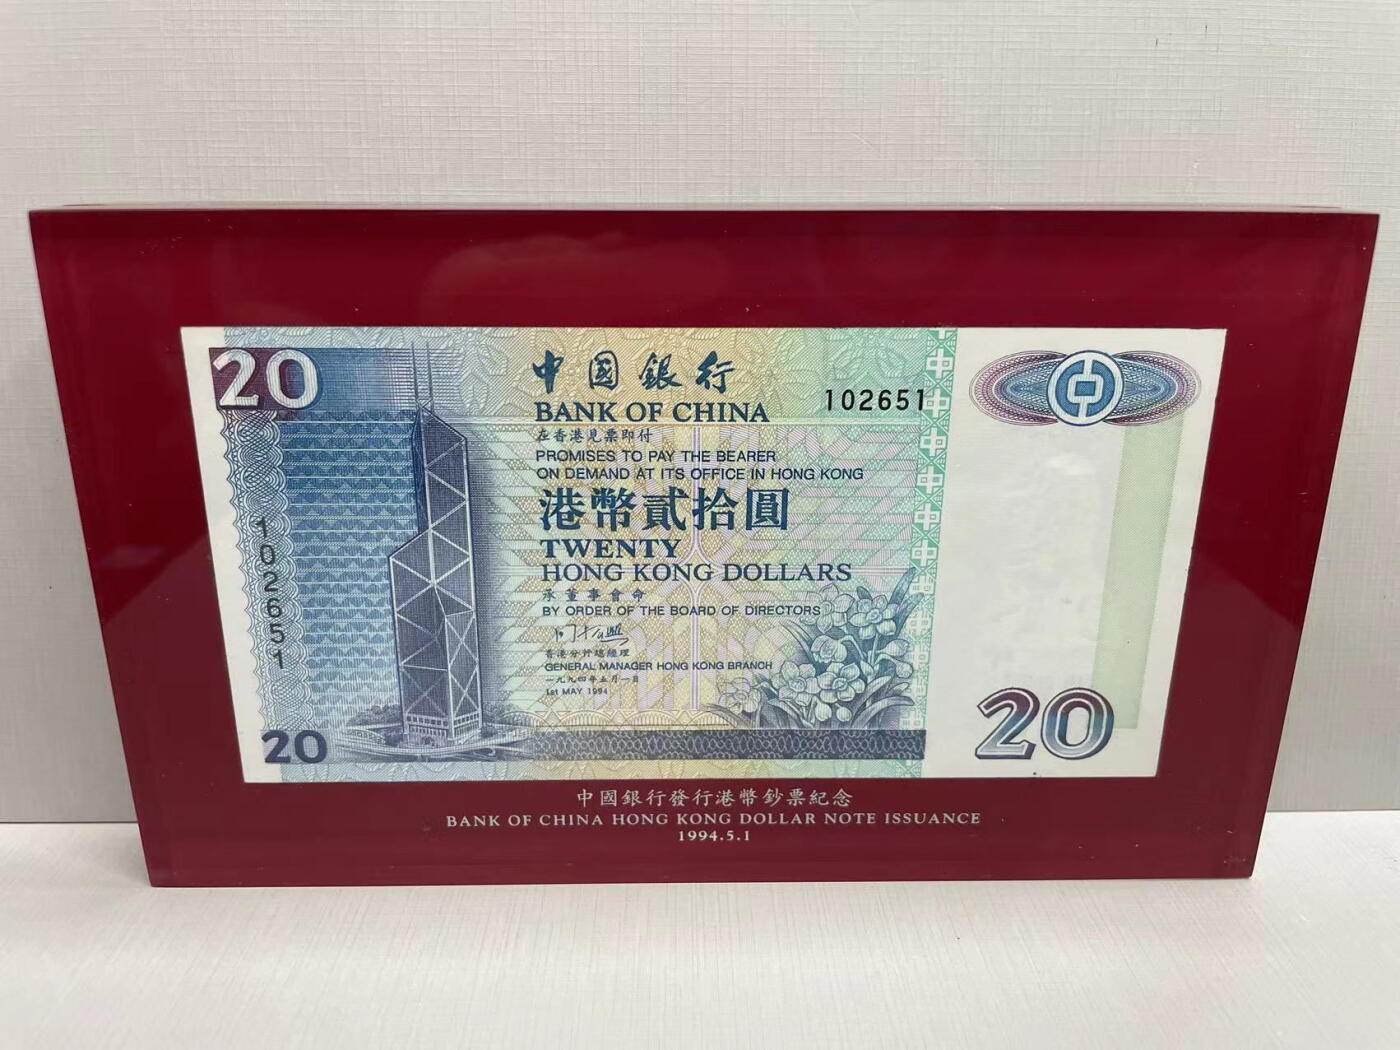 20
中國銀行
BANK OF CHINA
102651
在香港見票即付
PROMISES TO PAY THE BEARER
ON DEMAND AT ITS OFFICE IN HONG KONG
港幣貳拾圓
TWENTY
HONG KONG DOLLARS
承董事會命
BY ORDER OF THE BOARD OF DIRECTORS
香港分行總經理
GENERAL MANAGER HONG KONG BRANCH
一九九四年五月一日
1st MAY 1994
102651
20
20
中國銀行發行港幣鈔票紀念
BANK OF CHINA HONG KONG DOLLAR NOTE ISSUANCE
1994.5.1